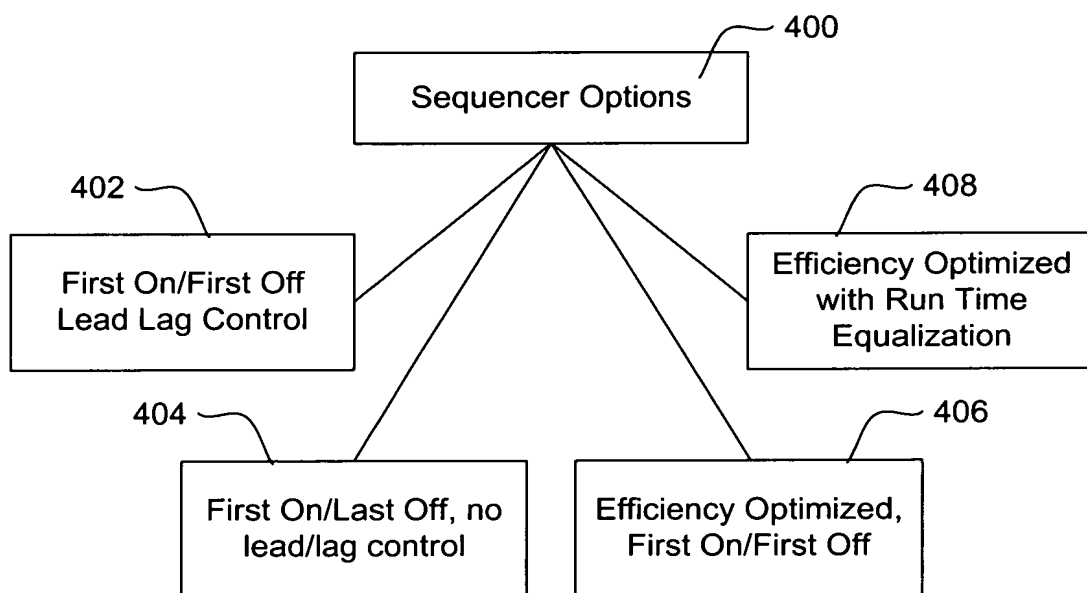 400
Sequencer Options
402
408
First On/First Off
Lead Lag Control
Efficiency Optimized
with Run Time
Equalization
404
406
First On/Last Off, no
lead/lag control
Efficiency Optimized,
First On/First Off